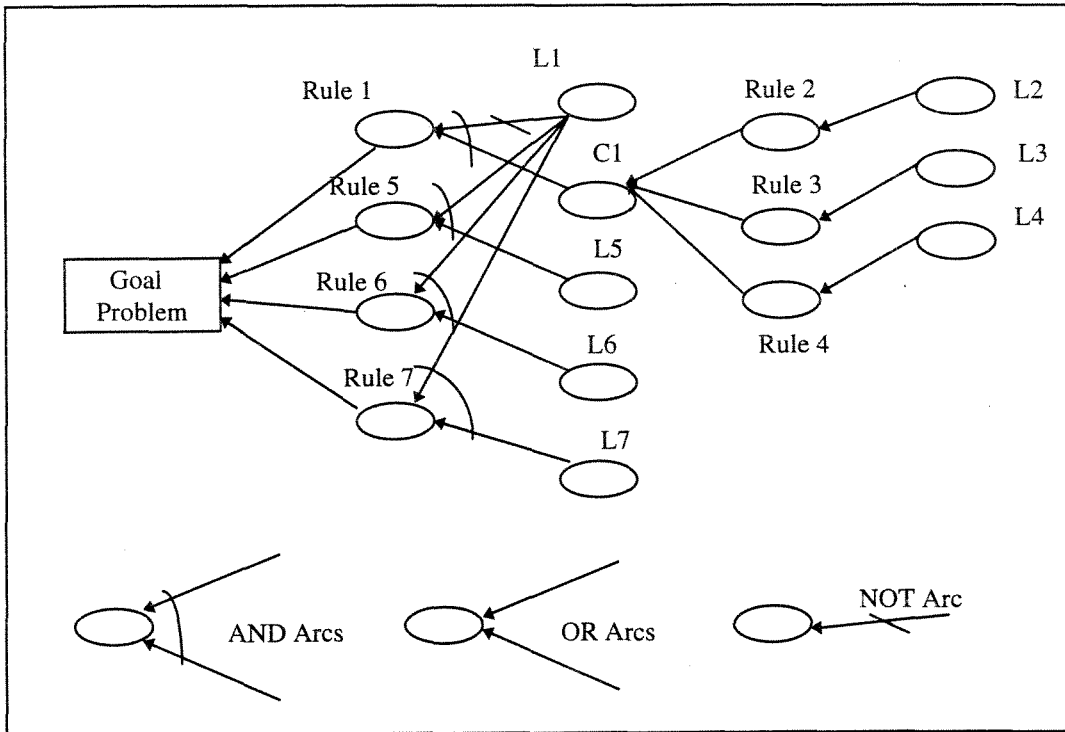 L1
Rule 1
Rule 2
L2
C1
L3
Rule 5
Rule 3
L4
L5
Goal
Problem
Rule 6
L6
Rule 4
Rule 7
L7
AND Arcs
OR Arcs
NOT Arc